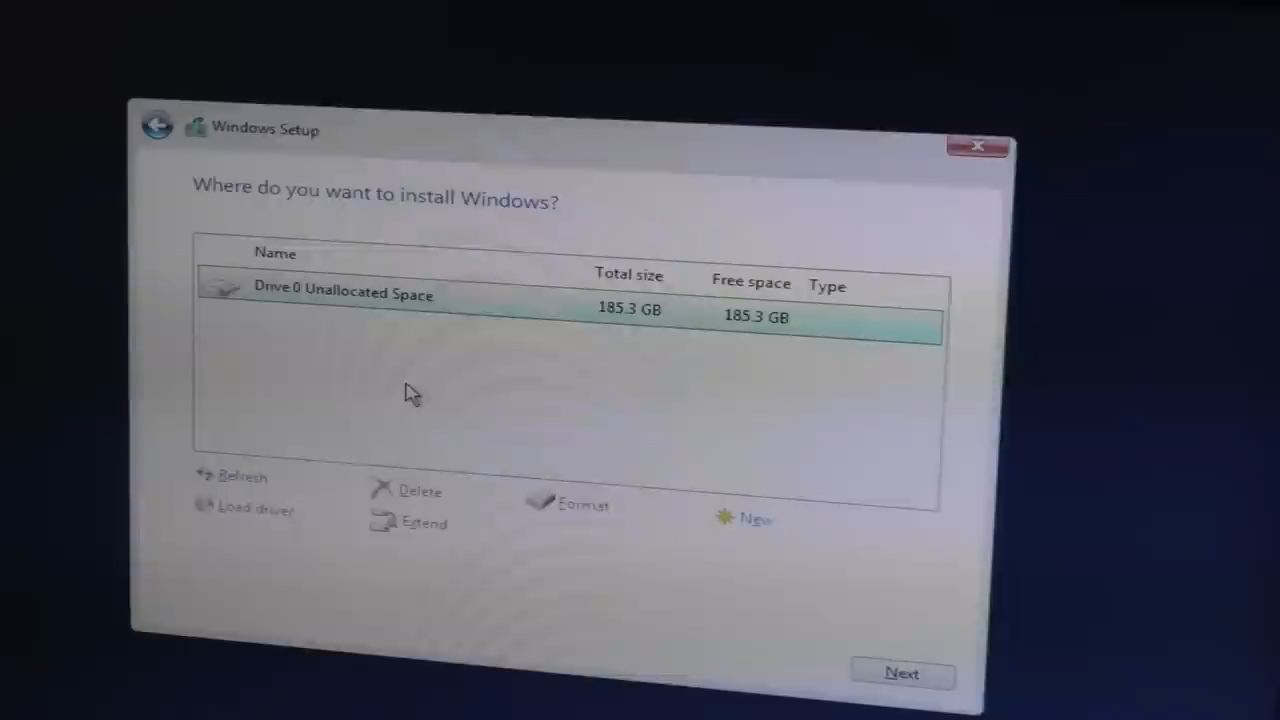 Windows Setup
Where do you want to install Windows?
Name Total size Free space Type
Drive 0 Unallocated Space 185.3 GB 185.3 GB
Refresh Delete Format New
Load driver Extend
Next